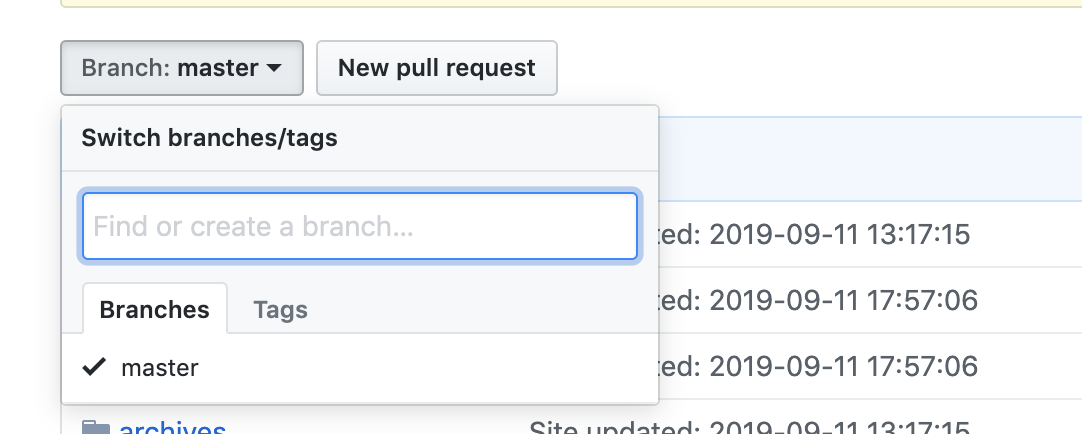 Branch: master
New pull request
Switch branches/tags
Find or create a branch...
Branches
Tags
master
ted: 2019-09-11 13:17:15
ted: 2019-09-11 17:57:06
ted: 2019-09-11 17:57:06
archives
Site updated: 2019-09-11 13:17:15